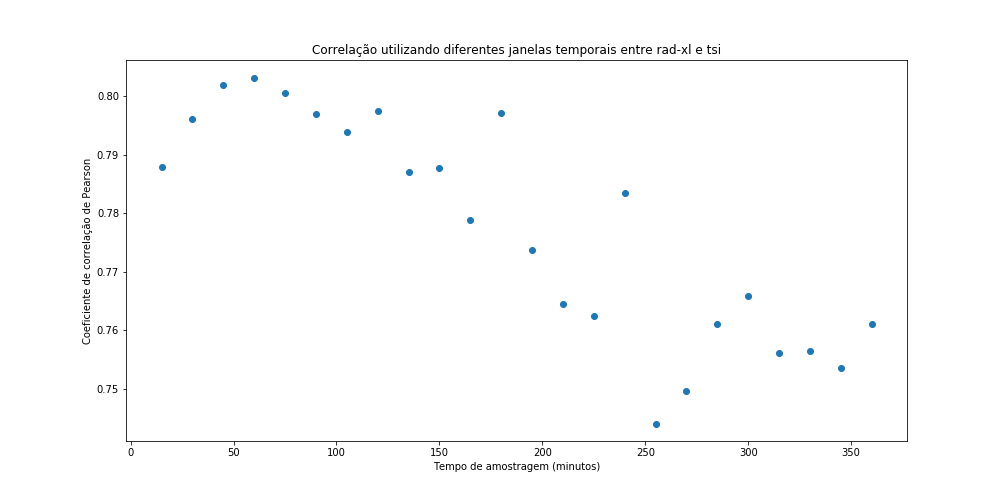 Correlação utilizando diferentes janelas temporais entre rad-xl e tsi
Coeficiente de correlação de Pearson
0.80
0.79
0.78
0.77
0.76
0.75
0 50 100 150 200 250 300 350
Tempo de amostragem (minutos)